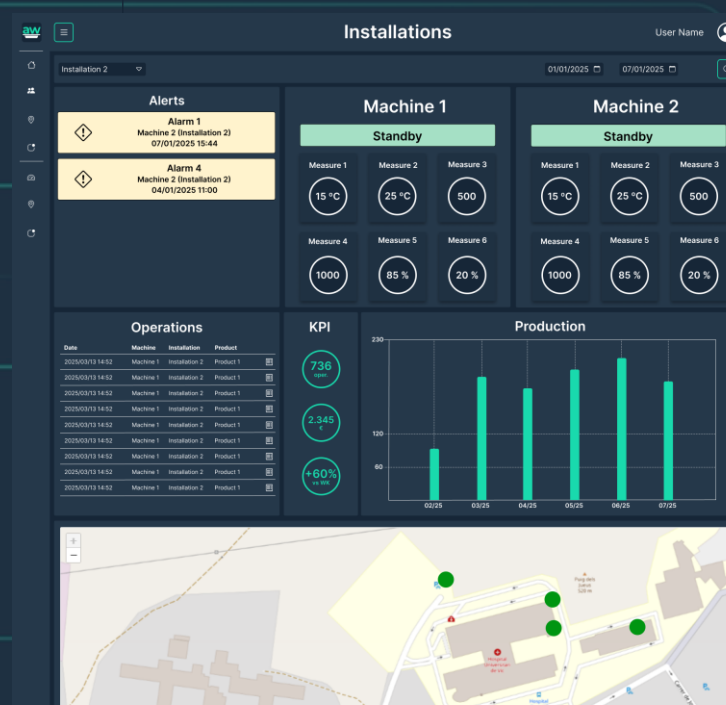 aw
Installations
User Name
Installation 2
01/01/2025
07/01/2025
Alerts
Alarm 1
Machine 2 (Installation 2)
07/01/2025 15:44
Alarm 4
Machine 2 (Installation 2)
04/01/2025 11:00
Machine 1
Standby
Measure 1 Measure 2 Measure 3
15 ºC 25 ºC 500
Measure 4 Measure 5 Measure 6
1000 85 % 20 %
Machine 2
Standby
Measure 1 Measure 2 Measure 3
15 ºC 25 ºC 500
Measure 4 Measure 5 Measure 6
1000 85 % 20 %
Operations
Date Machine Installation Product
2025/03/13 14:52 Machine 1 Installation 2 Product 1
2025/03/13 14:52 Machine 1 Installation 2 Product 1
2025/03/13 14:52 Machine 1 Installation 2 Product 1
2025/03/13 14:52 Machine 1 Installation 2 Product 1
2025/03/13 14:52 Machine 1 Installation 2 Product 1
2025/03/13 14:52 Machine 1 Installation 2 Product 1
2025/03/13 14:52 Machine 1 Installation 2 Product 1
2025/03/13 14:52 Machine 1 Installation 2 Product 1
2025/03/13 14:52 Machine 1 Installation 2 Product 1
KPI
736
oper.
2.345
€
+60%
vs WK
Production
230
120
60
02/25 03/25 04/25 05/25 06/25 07/25
+
−
520 m
Hospital